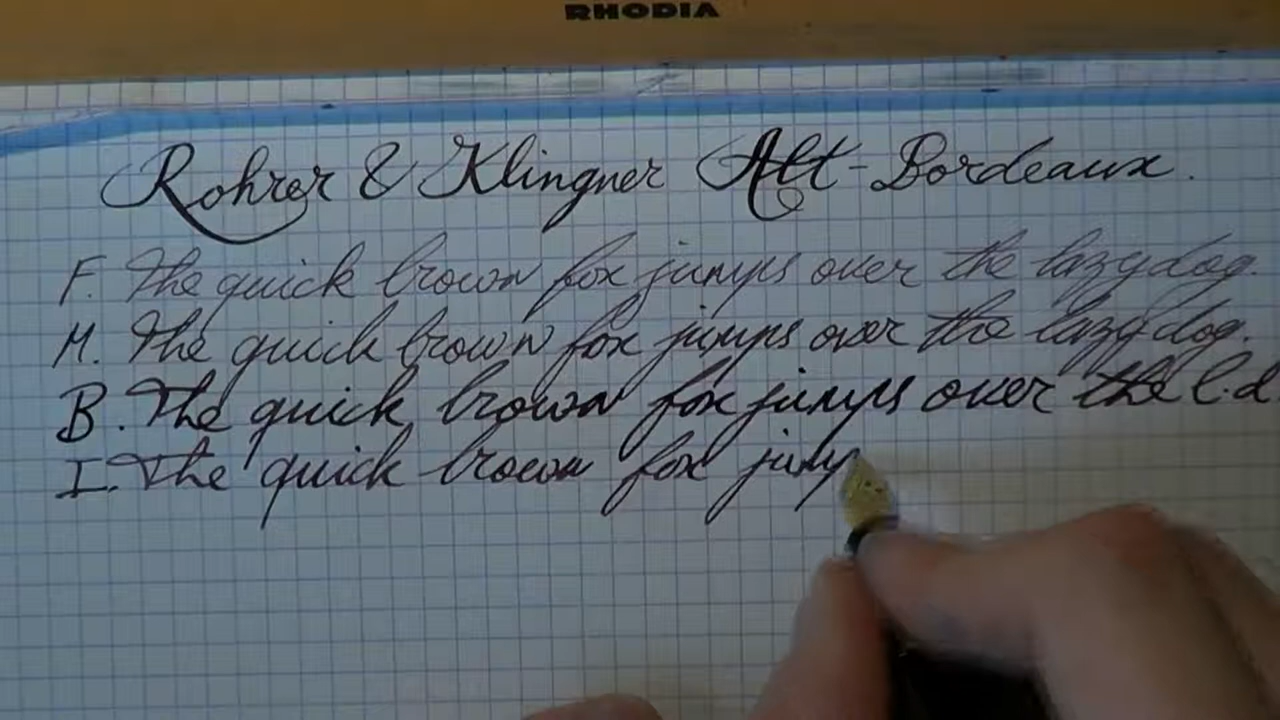 RHODIA
Rohrer & Klingner Alt-Bordeaux.
F. The quick brown fox jumps over the lazy dog.
M. The quick brown fox jumps over the lazy dog.
B. The quick brown fox jumps over the l.d
I. The quick brown fox jump